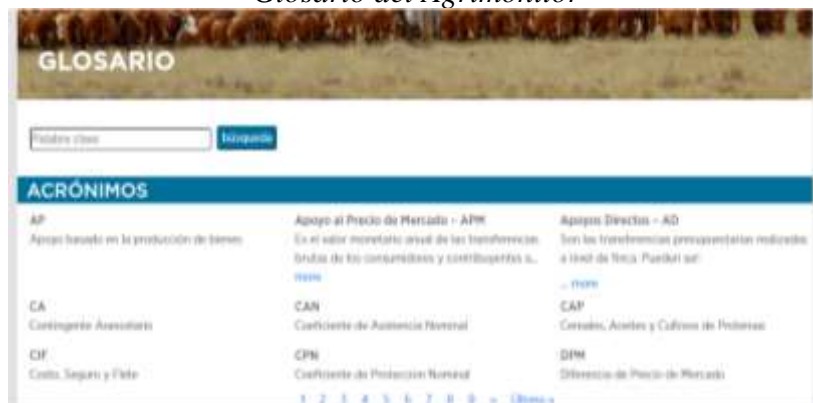 Glosario del Agrimonitor
GLOSARIO
Palabra clave
búsqueda
ACRÓNIMOS
AP
Apoyo basado en la producción de bienes
Apoyo al Precio de Mercado - APM
Es el valor monetario anual de las transferencias
brutas de los consumidores y contribuyentes a...
more
Apoyos Directos - AD
Son las transferencias presupuestarias realizadas
a nivel de finca. Pueden ser:
... more
CA
Contingente Arancelario
CAN
Coeficiente de Asistencia Nominal
CAP
Cereales, Aceites y Cultivos de Proteinas
CIF
Costo, Seguro y Flete
CPN
Coeficiente de Protección Nominal
DPM
Diferencia de Precio de Mercado
1 2 3 4 5 6 7 8 9 » Último »